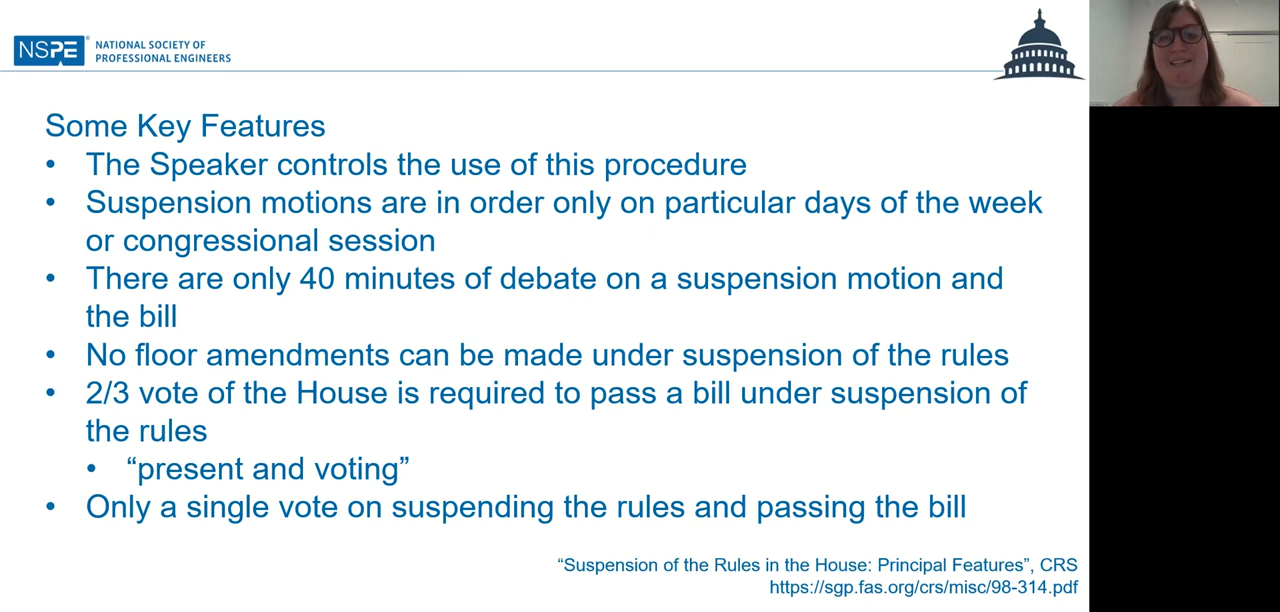 NSPE® NATIONAL SOCIETY OF
PROFESSIONAL ENGINEERS
Some Key Features
• The Speaker controls the use of this procedure
• Suspension motions are in order only on particular days of the week
or congressional session
• There are only 40 minutes of debate on a suspension motion and
the bill
• No floor amendments can be made under suspension of the rules
• 2/3 vote of the House is required to pass a bill under suspension of
the rules
• “present and voting”
• Only a single vote on suspending the rules and passing the bill
“Suspension of the Rules in the House: Principal Features”, CRS
https://sgp.fas.org/crs/misc/98-314.pdf